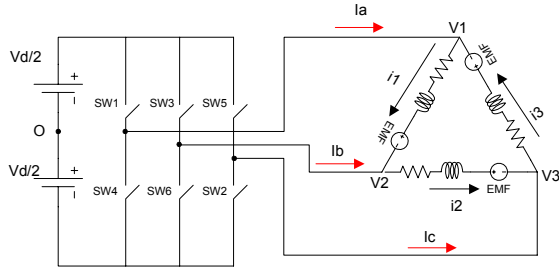 Ia
V1
Vd/2
+
EMF
SW1
SW3
SW5
i1
i3
O
EMF
Vd/2
+
Ib
V2
V3
SW4
SW6
SW2
EMF
i2
Ic